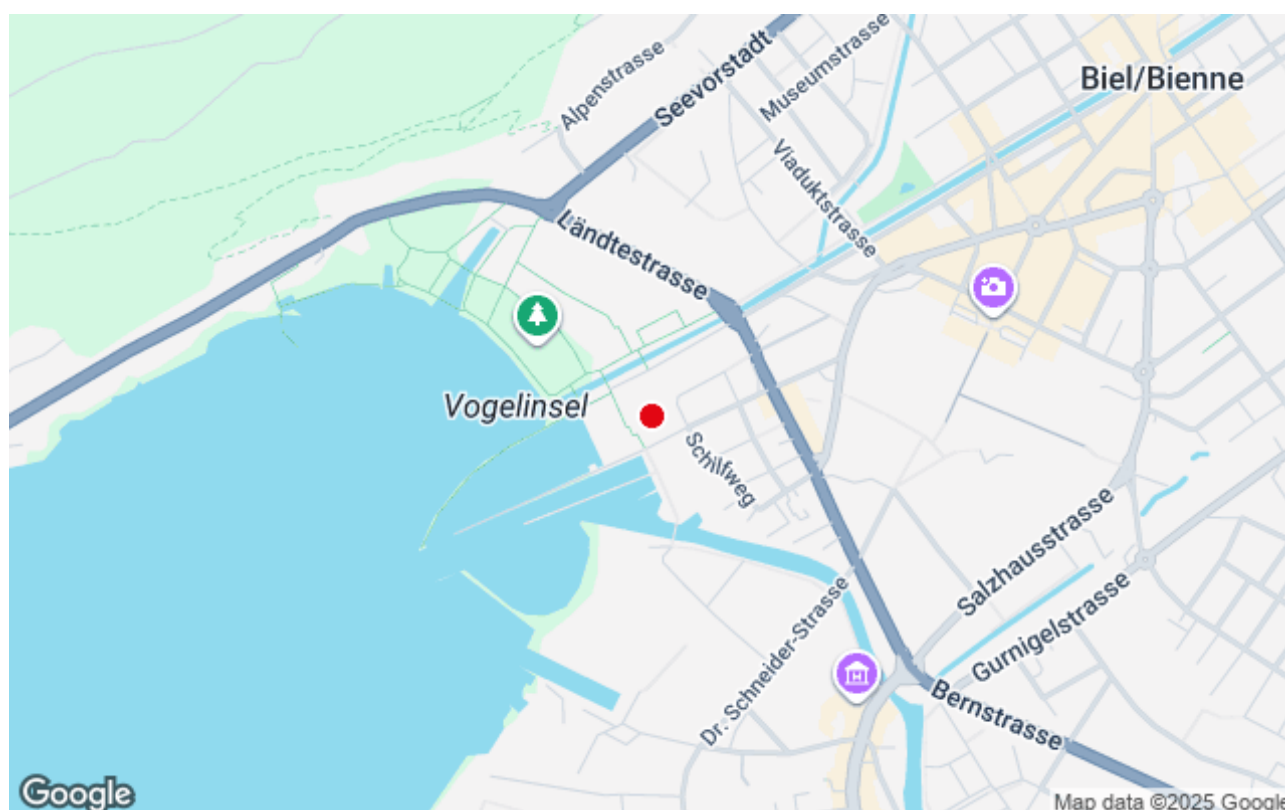 Alpenstrasse
Seevorstadt
Museumstrasse
Biel/Bienne
Viaduktstrasse
Ländtestrasse
Vogelinsel
Schilfweg
Salzhausstrasse
Gurnigelstrasse
Dr. Schneider-Strasse
Bernstrasse
H
Google
Map data ©2025 Google